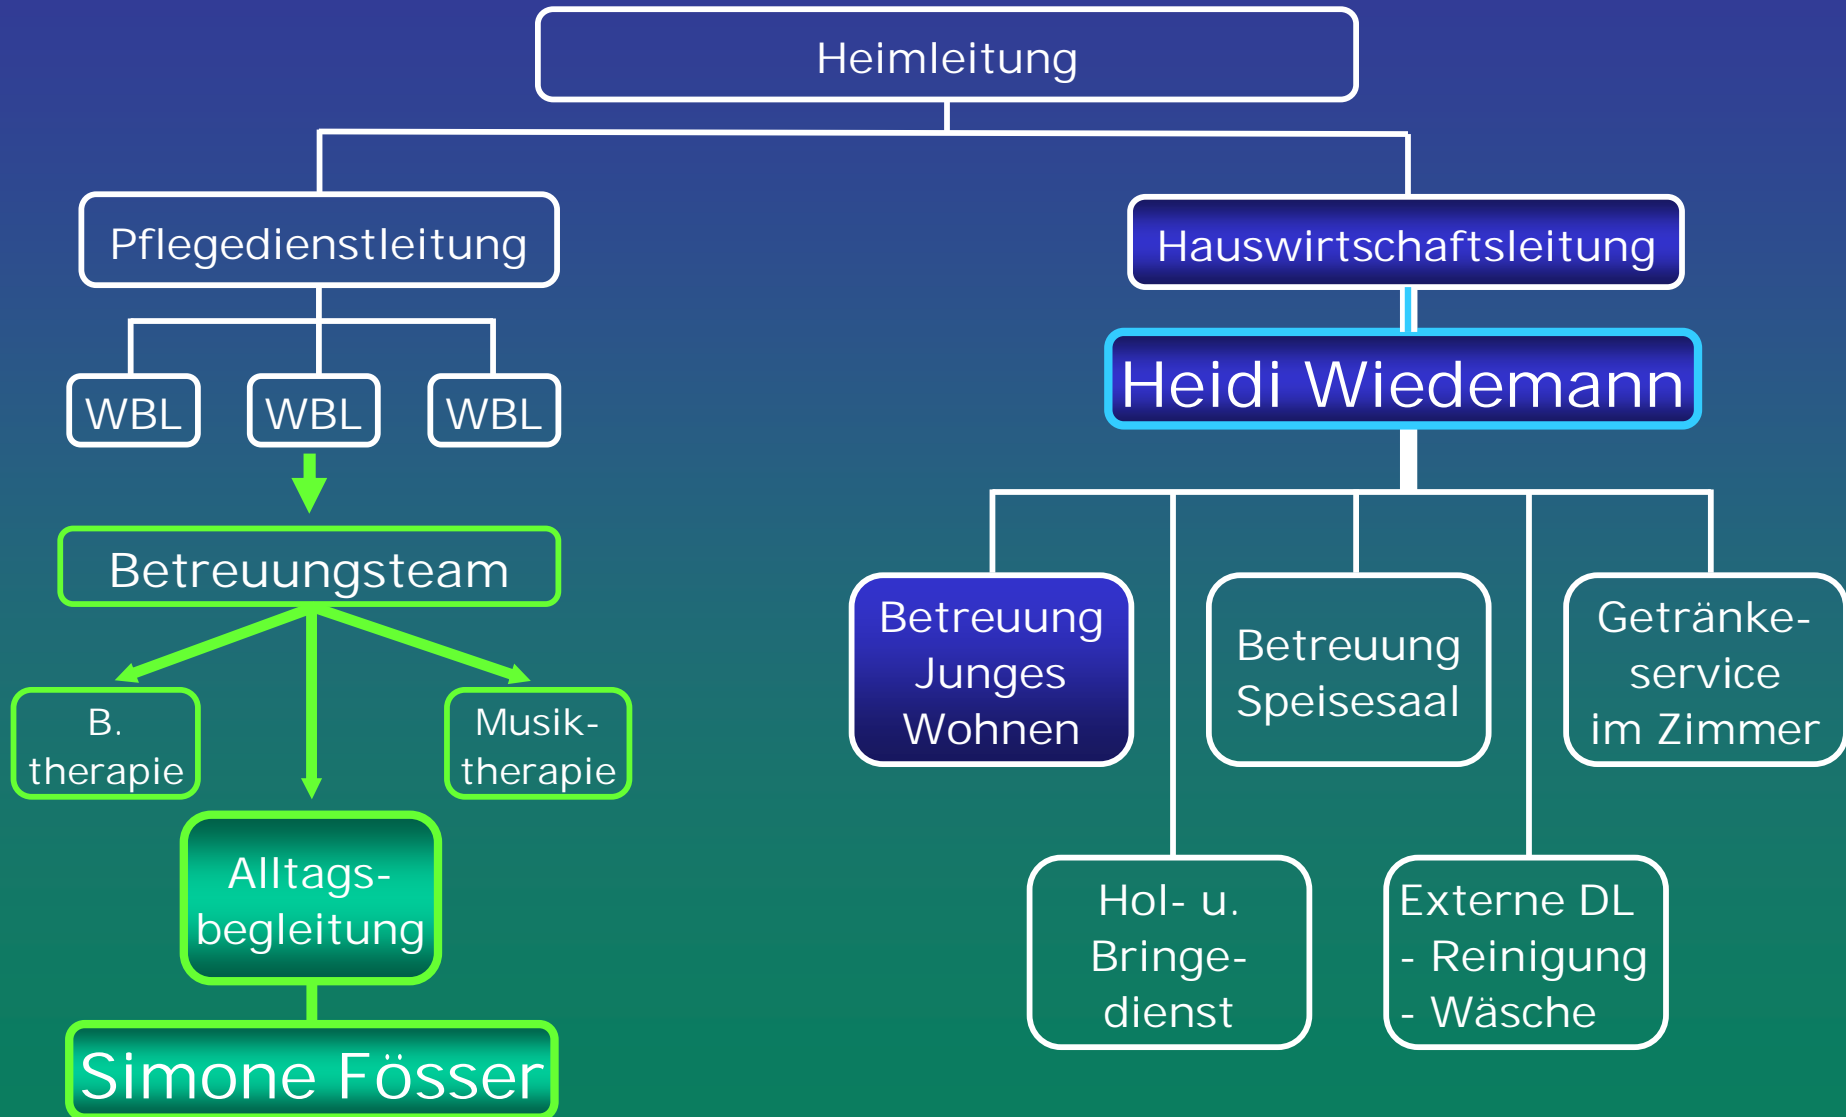 Heimleitung
Pflegedienstleitung
Hauswirtschaftsleitung
WBL
WBL
WBL
Heidi Wiedemann
Betreuungsteam
B.
therapie
Musik-
therapie
Alltags-
begleitung
Simone Fösser
Betreuung
Junges
Wohnen
Betreuung
Speisesaal
Getränke-
service
im Zimmer
Hol- u.
Bringe-
dienst
Externe DL
- Reinigung
- Wäsche